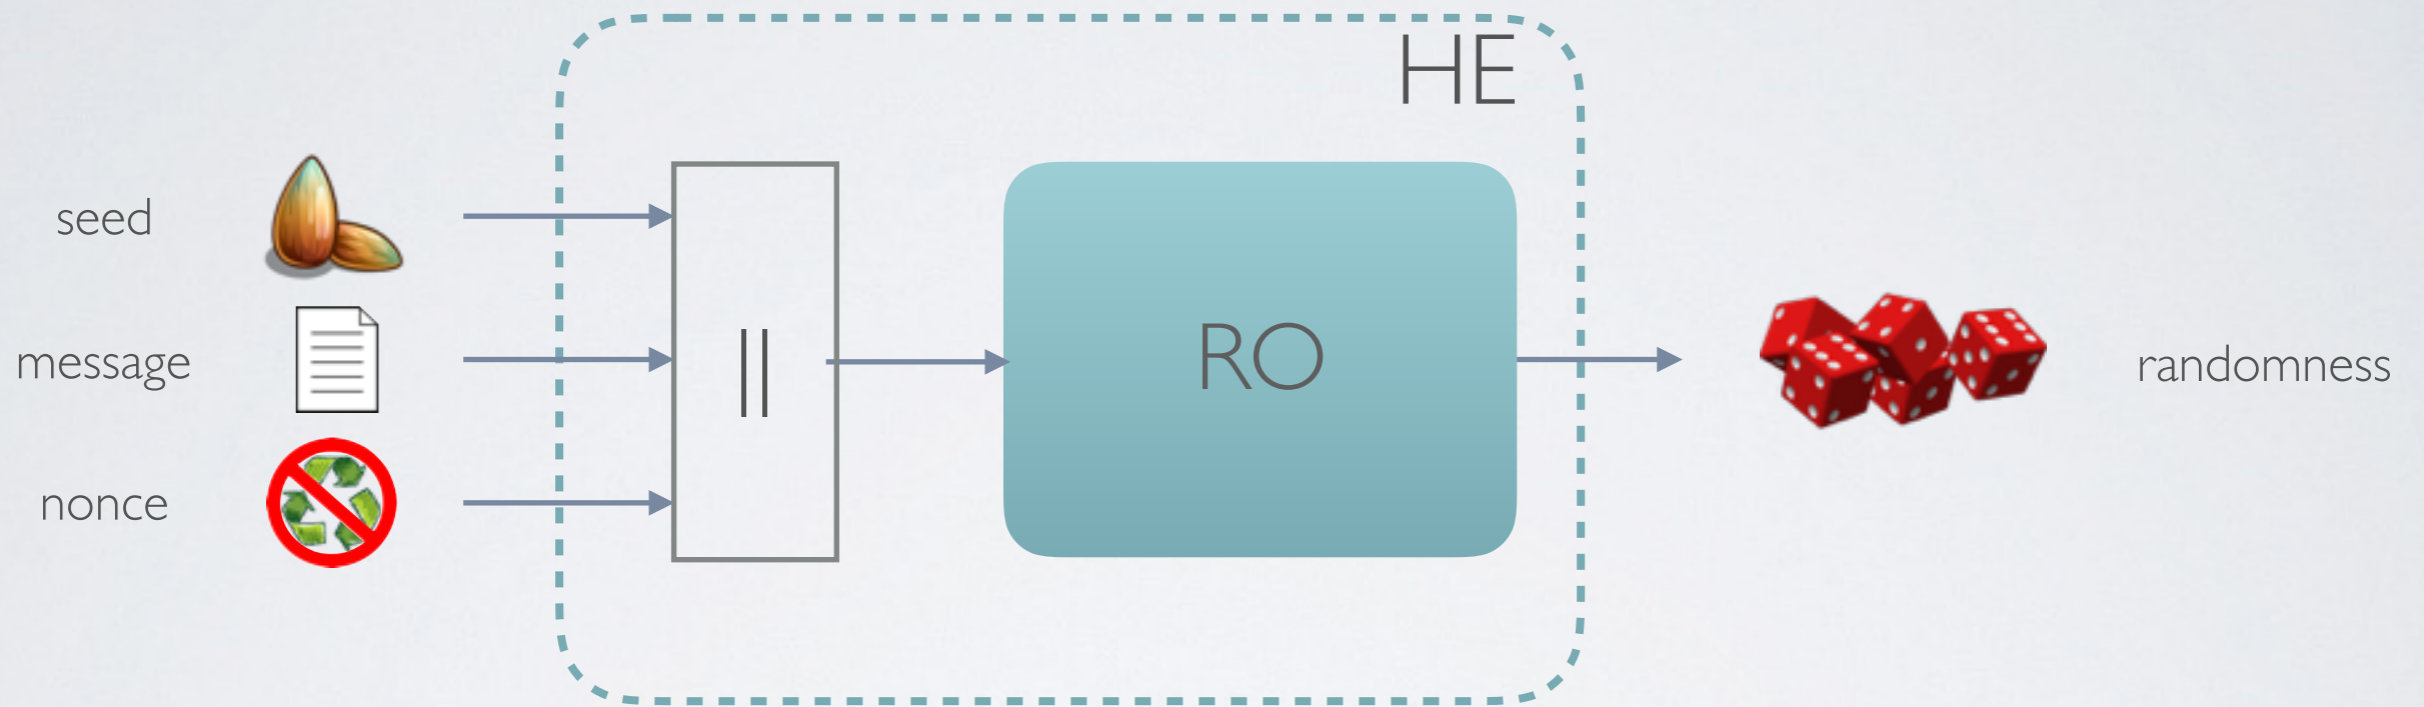 HE
seed
message
nonce
||
RO
randomness